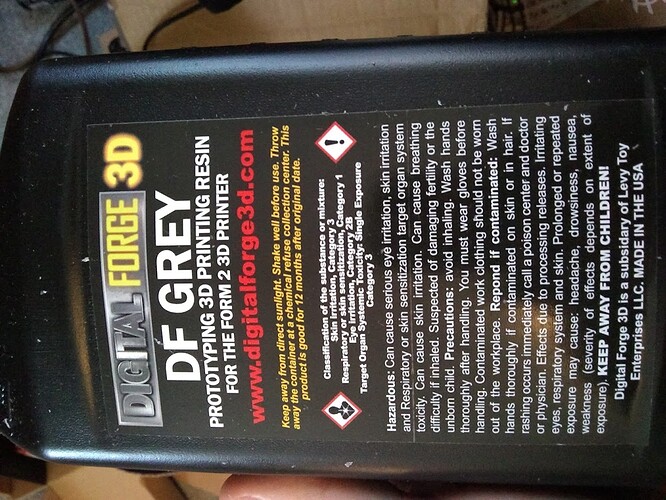 DIGITAL FORGE 3D
DF GREY
PROTOTYPING 3D PRINTING RESIN
FOR THE FORM 2 3D PRINTER
www.digitalforge3d.com
Keep away from direct sunlight. Shake well before use. Throw
away the container at a chemical refuse collection center. This
product is good for 12 months after original date.
Classification of the substance or mixture:
Skin Irritation, Category 3
Respiratory or skin sensitization, Category 1
Eye irritation, Category 2B
Target Organ Systemic Toxicity: Single Exposure
Category 3
Hazardous: Can cause serious eye irritation, skin irritation
and Respiratory or skin sensitization target organ system
toxicity. Can cause skin irritation. Can cause breathing
difficulty if inhaled. Suspected of damaging fertility or the
unborn child. Precautions: avoid inhaling. Wash hands
thoroughly after handling. You must wear gloves before
handling. Contaminated work clothing should not be worn
out of the workplace. Repond if contaminated: Wash
hands thoroughly if contaminated on skin or in hair. If
rashing occurs immediately call a poison center and doctor
or physician. Effects due to processing releases. Irritating
eyes, respiratory system and skin. Prolonged or repeated
exposure may cause: headache, drowsiness, nausea,
weakness (severity of effects depends on extent of
exposure). KEEP AWAY FROM CHILDREN!
Digital Forge 3D is a subsidary of Levy Toy
Enterprises LLC. MADE IN THE USA